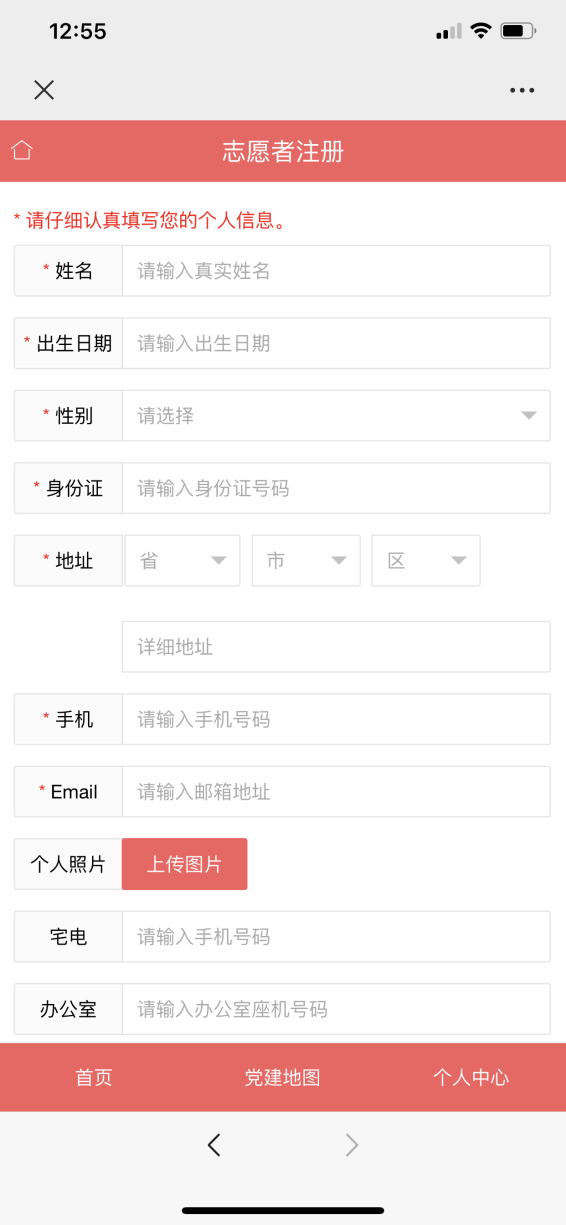 12:55
志愿者注册
* 请仔细认真填写您的个人信息。
* 姓名 请输入真实姓名
* 出生日期 请输入出生日期
* 性别 请选择
* 身份证 请输入身份证号码
* 地址 省 市 区
详细地址
* 手机 请输入手机号码
* Email 请输入邮箱地址
个人照片 上传图片
宅电 请输入手机号码
办公室 请输入办公室座机号码
首页 党建地图 个人中心